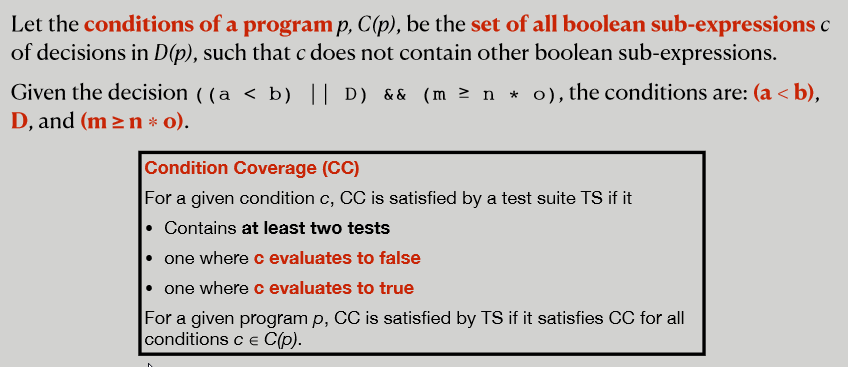 Let the conditions of a program p, C(p), be the set of all boolean sub-expressions c
of decisions in D(p), such that c does not contain other boolean sub-expressions.
Given the decision ((a < b) || D) && (m ≥ n * o), the conditions are: (a < b),
D, and (m ≥ n * o).
Condition Coverage (CC)
For a given condition c, CC is satisfied by a test suite TS if it
• Contains at least two tests
• one where c evaluates to false
• one where c evaluates to true
For a given program p, CC is satisfied by TS if it satisfies CC for all
conditions c ∈ C(p).